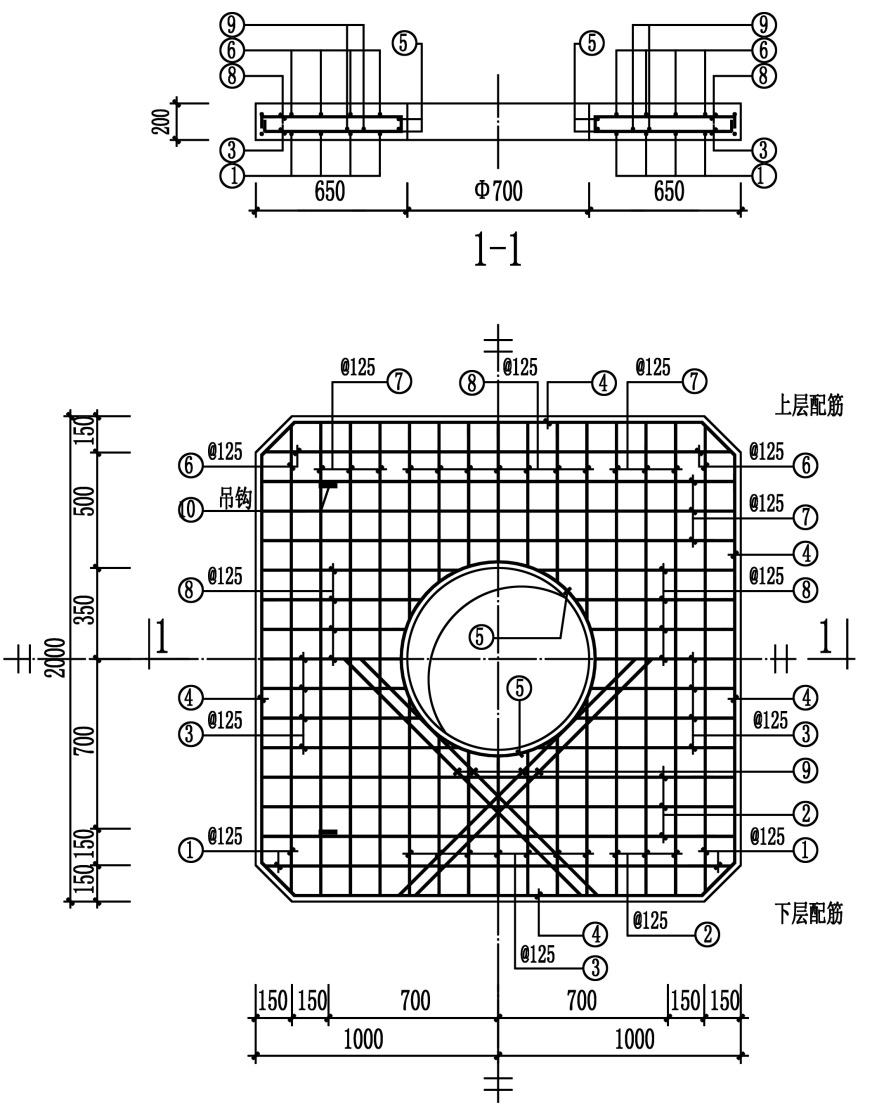 ⑨ ⑨
⑥ ⑤ ⑤ ⑥
⑧ ⑧
200
③ ③
① ①
650 Φ700 650
1-1
@125 ⑦ ⑧ @125 ④ @125 ⑦
上层配筋
150
⑥ @125 @125 ⑥
⑩ 吊钩
500
@125 ⑦
④
⑧ @125 @125 ⑧
350
⑤
1 1
2000
④ ⑤ ④
③ @125 @125 ③
700
⑨
②
① @125 @125 ①
150
150
下层配筋
④ @125 ②
@125 ③
150 150 700 700 150 150
1000 1000